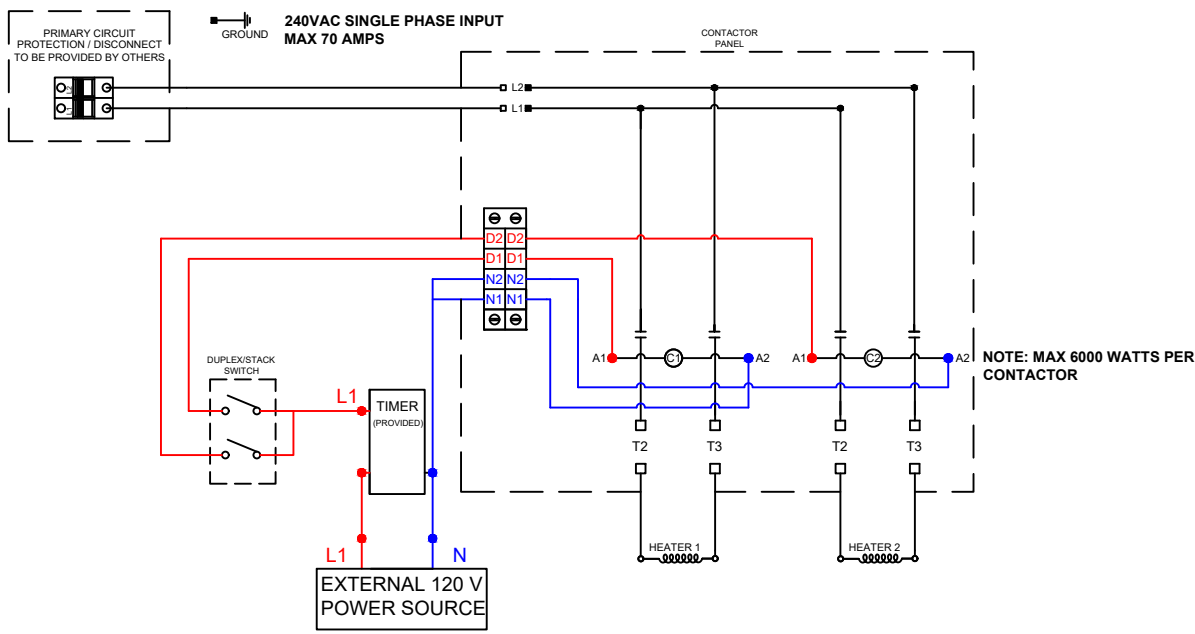 240VAC SINGLE PHASE INPUT
MAX 70 AMPS
GROUND
PRIMARY CIRCUIT
PROTECTION / DISCONNECT
TO BE PROVIDED BY OTHERS
CONTACTOR
PANEL
L2
L1
L2
L1
D2 D2
D1 D1
N2 N2
N1 N1
A1
C1
A2
A1
C2
A2
NOTE: MAX 6000 WATTS PER
CONTACTOR
DUPLEX/STACK
SWITCH
L1
TIMER
(PROVIDED)
T2
T3
T2
T3
HEATER 1
HEATER 2
L1
N
EXTERNAL 120 V
POWER SOURCE